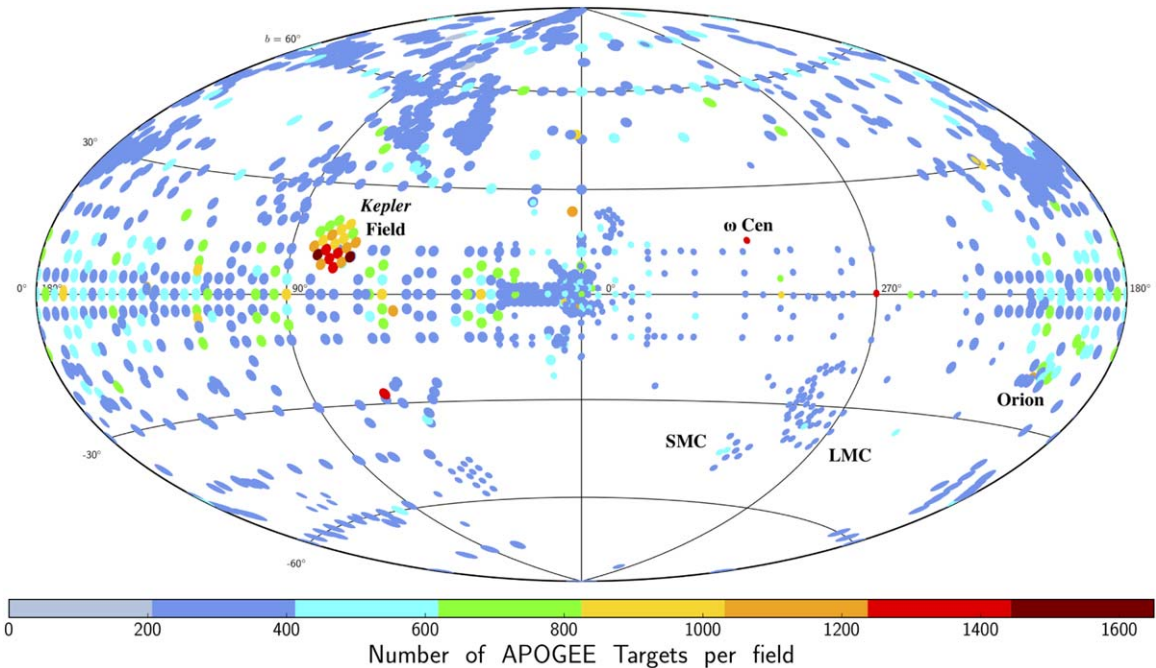 b = 60°
30°
Kepler
Field
ω Cen
0°
180°
90°
0°
270°
180°
Orion
SMC
LMC
-30°
-60°
0 200 400 600 800 1000 1200 1400 1600
Number of APOGEE Targets per field